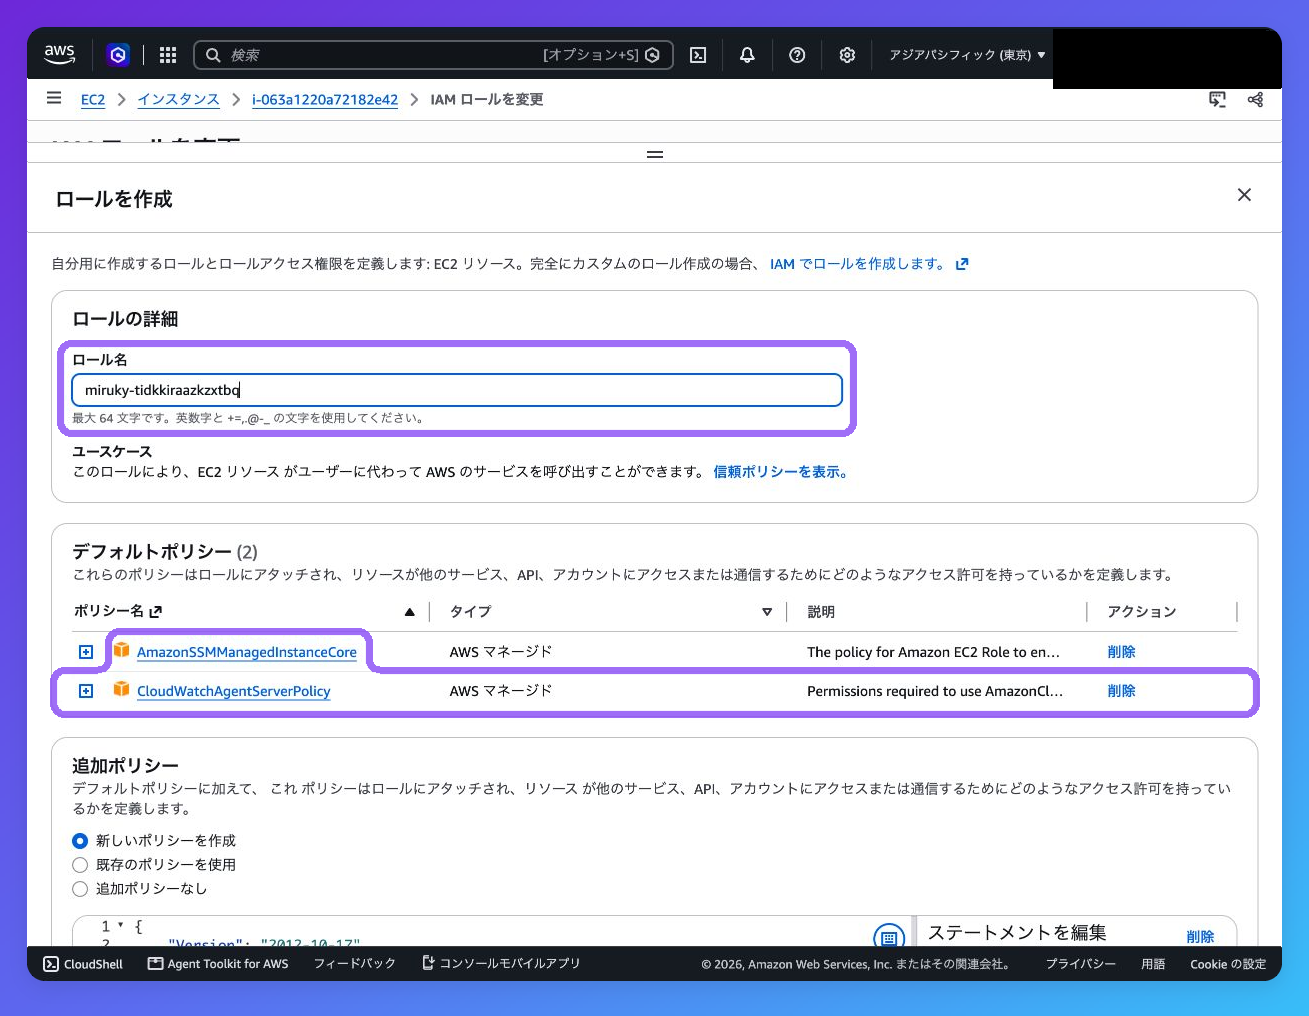 aws
検索
[オプション+S]
アジアパシフィック (東京) ▼
EC2
インスタンス
i-063a1220a72182e42
IAM ロールを変更
ロールを作成
自分用に作成するロールとロールアクセス権限を定義します: EC2 リソース。完全にカスタムのロール作成の場合、 IAM でロールを作成します。
ロールの詳細
ロール名
miruky-tidkkiraazkzxtbq
最大 64 文字です。英数字と +=,.@-_ の文字を使用してください。
ユースケース
このロールにより、EC2 リソース がユーザーに代わって AWS のサービスを呼び出すことができます。 信頼ポリシーを表示。
デフォルトポリシー (2)
これらのポリシーはロールにアタッチされ、リソースが他のサービス、API、アカウントにアクセスまたは通信するためにどのようなアクセス許可を持っているかを定義します。
ポリシー名 タイプ 説明 アクション
AmazonSSMManagedInstanceCore AWS マネージド The policy for Amazon EC2 Role to en... 削除
CloudWatchAgentServerPolicy AWS マネージド Permissions required to use AmazonCl... 削除
追加ポリシー
デフォルトポリシーに加えて、 これ ポリシーはロールにアタッチされ、リソース が他のサービス、API、アカウントにアクセスまたは通信するためにどのようなアクセス許可を持ってい
るかを定義します。
新しいポリシーを作成
既存のポリシーを使用
追加ポリシーなし
1 {
2 "Version": "2012-10-17"
ステートメントを編集
削除
CloudShell
Agent Toolkit for AWS
フィードバック
コンソールモバイルアプリ
© 2026, Amazon Web Services, Inc. またはその関連会社。
プライバシー
用語
Cookie の設定